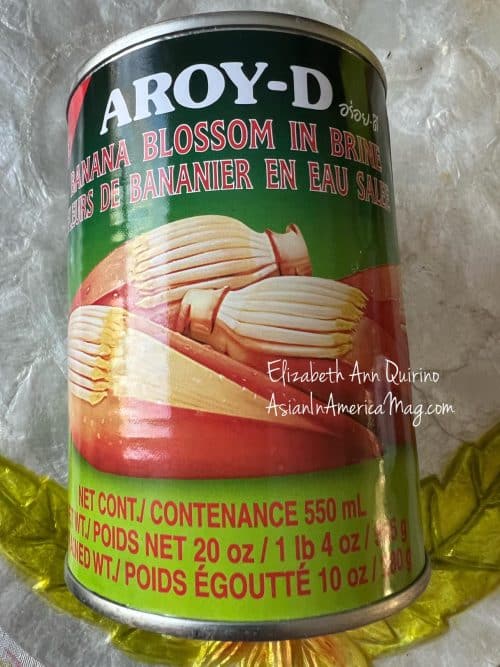 AROY-D อร่อย-ดี
BANANA BLOSSOM IN BRINE
DE BANANIER EN EAU SALEE
Elizabeth Ann Quirino
AsianInAmericaMag.com
NET CONT./ CONTENANCE 550 mL
WT./ POIDS NET 20 oz / 1 lb 4 oz /
WT./ POIDS ÉGOUTTÉ 10 oz /